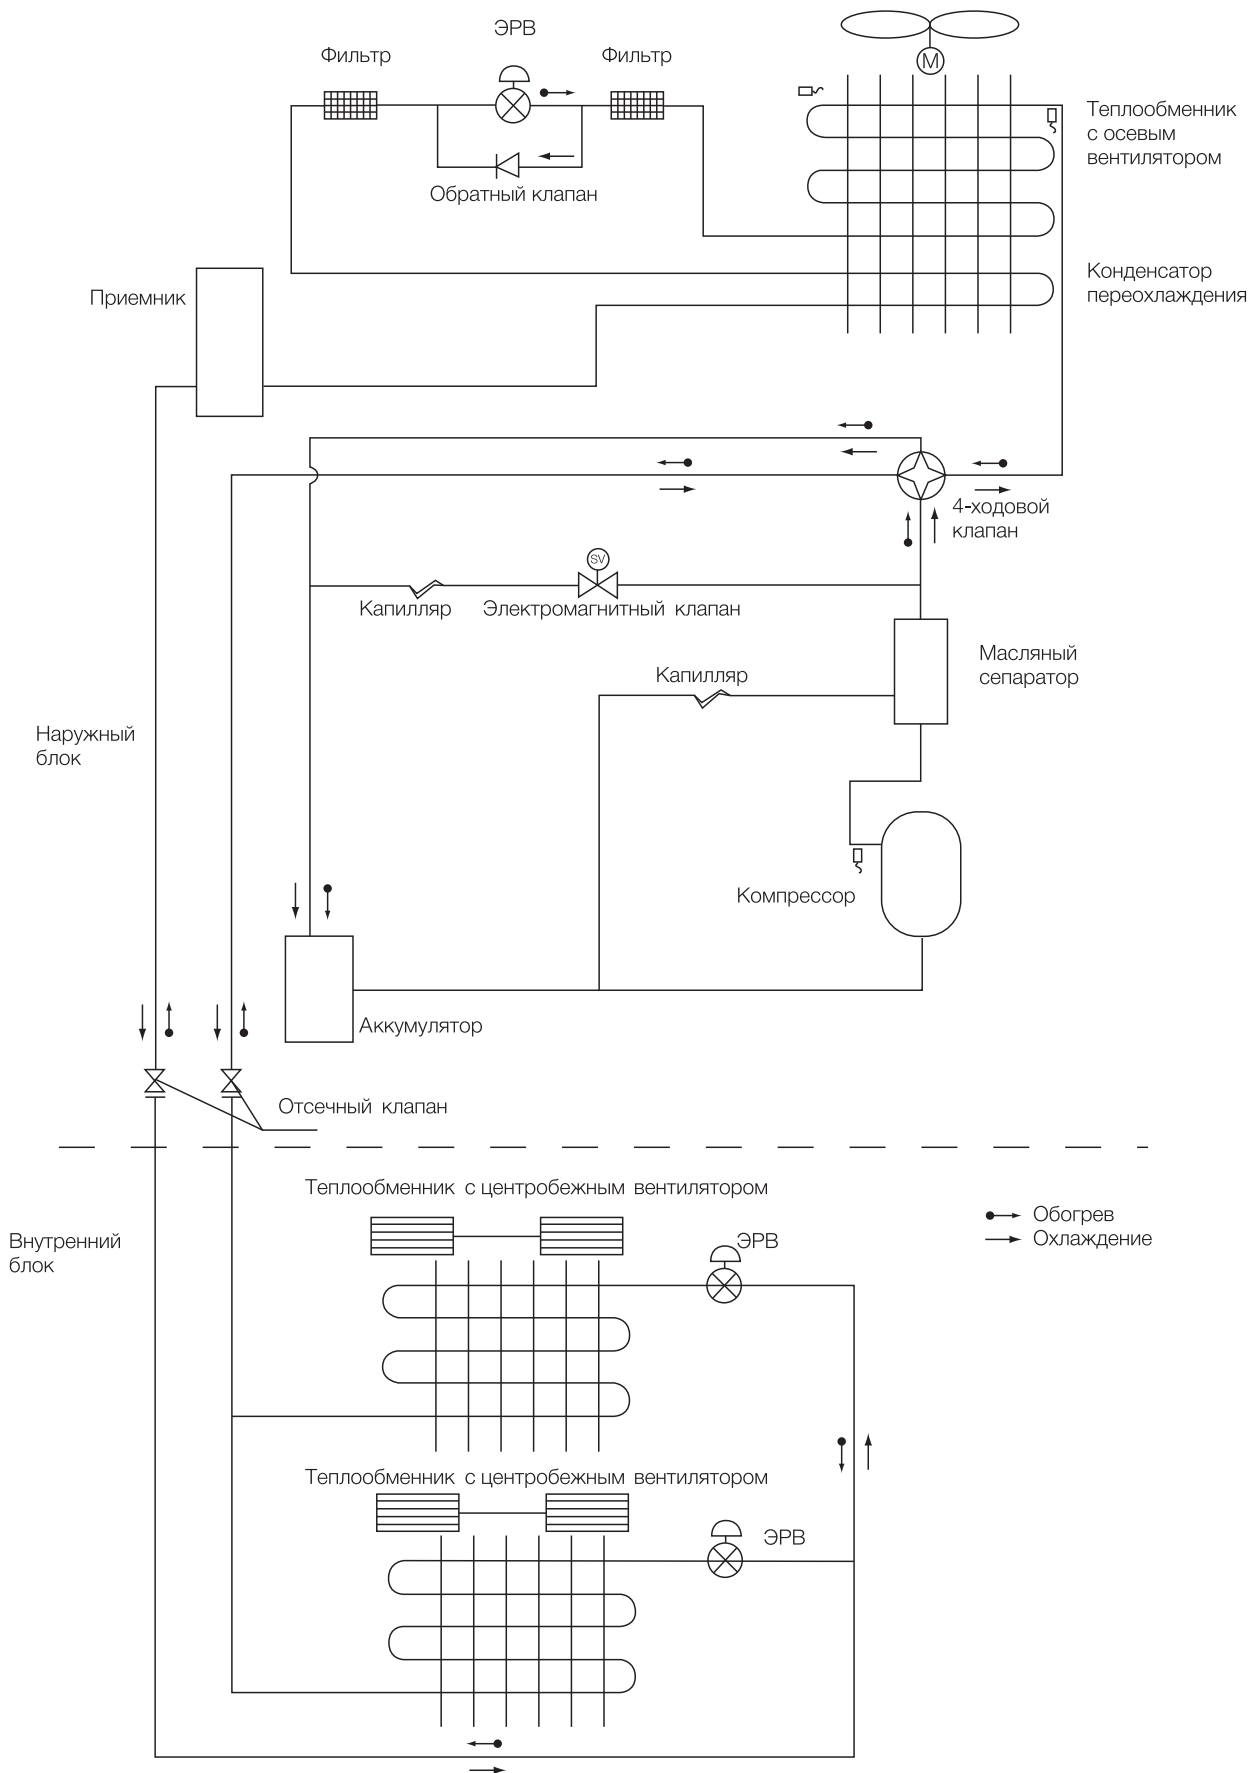 ЭРВ
Фильтр
Фильтр
M
Теплообменник
с осевым
вентилятором
Обратный клапан
Конденсатор
переохлаждения
Приемник
4-ходовой
клапан
SV
Капилляр
Электромагнитный клапан
Масляный
сепаратор
Капилляр
Наружный
блок
Компрессор
Аккумулятор
Отсечный клапан
Теплообменник с центробежным вентилятором
Обогрев
Охлаждение
Внутренний
блок
ЭРВ
Теплообменник с центробежным вентилятором
ЭРВ